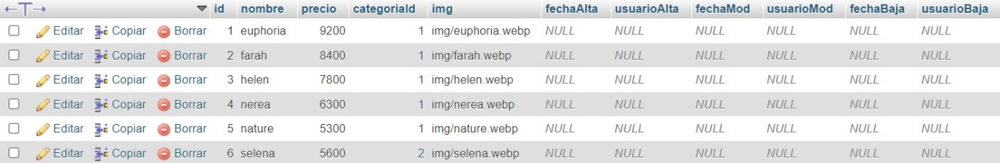 id nombre precio categoriaId img fechaAlta usuarioAlta fechaMod usuarioMod fechaBaja usuarioBaja
Editar Copiar Borrar 1 euphoria 9200 1 img/euphoria.webp NULL NULL NULL NULL NULL NULL
Editar Copiar Borrar 2 farah 8400 1 img/farah.webp NULL NULL NULL NULL NULL NULL
Editar Copiar Borrar 3 helen 7800 1 img/helen.webp NULL NULL NULL NULL NULL NULL
Editar Copiar Borrar 4 nerea 6300 1 img/nerea.webp NULL NULL NULL NULL NULL NULL
Editar Copiar Borrar 5 nature 5300 1 img/nature.webp NULL NULL NULL NULL NULL NULL
Editar Copiar Borrar 6 selena 5600 2 img/selena.webp NULL NULL NULL NULL NULL NULL